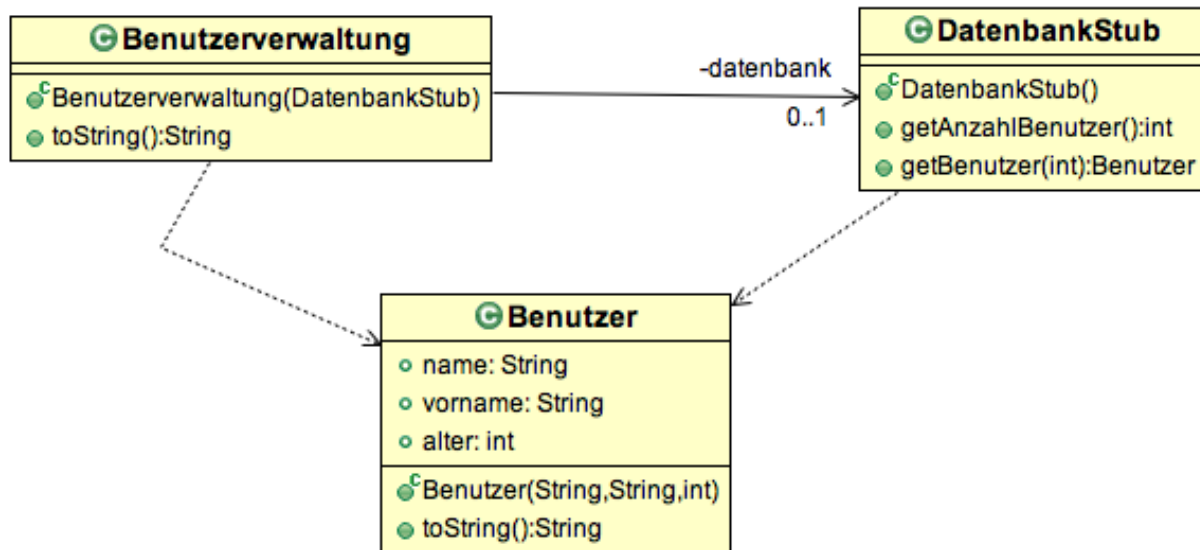 Benutzerverwaltung
Benutzerverwaltung(DatenbankStub)
toString():String
-datenbank
0..1
DatenbankStub
DatenbankStub()
getAnzahlBenutzer():int
getBenutzer(int):Benutzer
Benutzer
name: String
vorname: String
alter: int
Benutzer(String,String,int)
toString():String